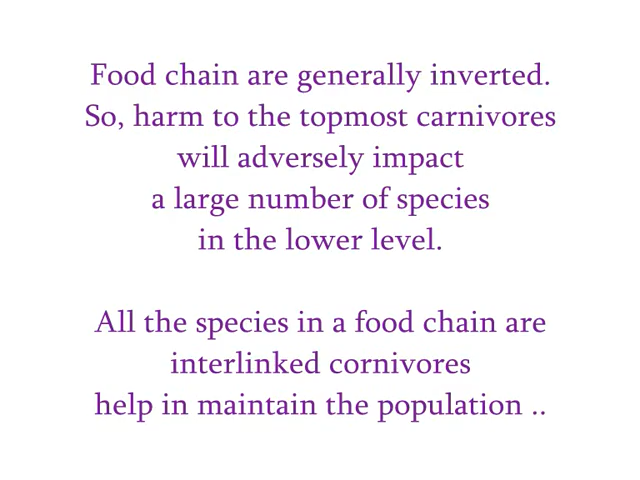 Food chain are generally inverted.
So, harm to the topmost carnivores
will adversely impact
a large number of species
in the lower level.
All the species in a food chain are
interlinked cornivores
help in maintain the population ..